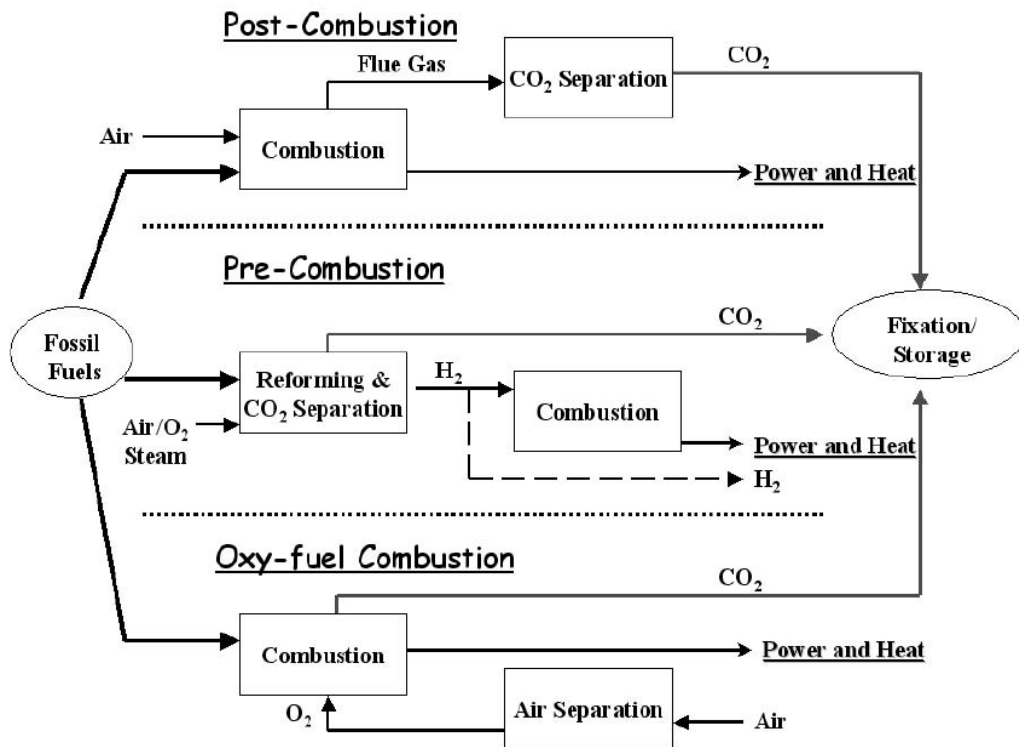 Post-Combustion
Flue Gas
CO₂ Separation
CO₂
Air
Combustion
Power and Heat
Pre-Combustion
CO₂
Fixation/
Storage
Fossil
Fuels
Reforming &
CO₂ Separation
H₂
Combustion
Air/O₂
Steam
Power and Heat
H₂
Oxy-fuel Combustion
CO₂
Combustion
Power and Heat
O₂
Air Separation
Air